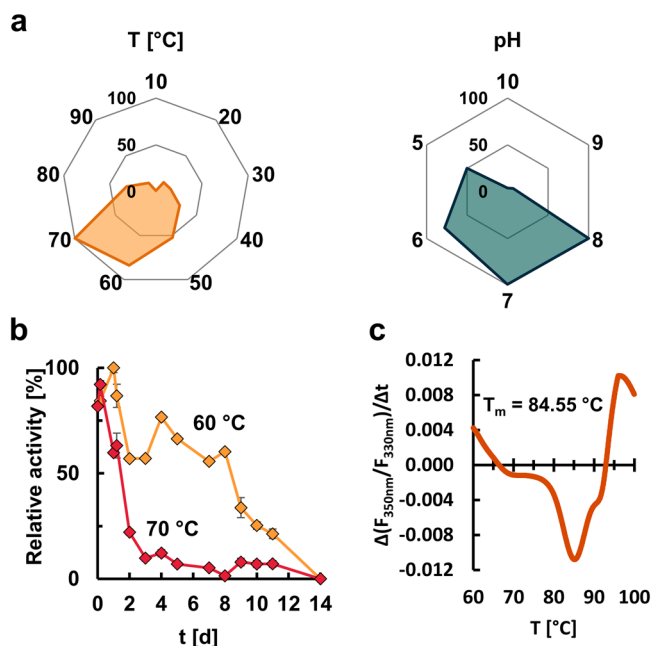 a
T [°C]
10
100
90
20
50
80
30
0
70
40
60
50
pH
10
100
5
9
50
0
6
8
7
b
100
Relative activity [%]
60 °C
50
70 °C
0
0 2 4 6 8 10 12 14
t [d]
c
0.012
0.008
Tm = 84.55 °C
0.004
Δ(F350nm/F330nm)/Δt
0.000
-0.004
-0.008
-0.012
60 70 80 90 100
T [°C]